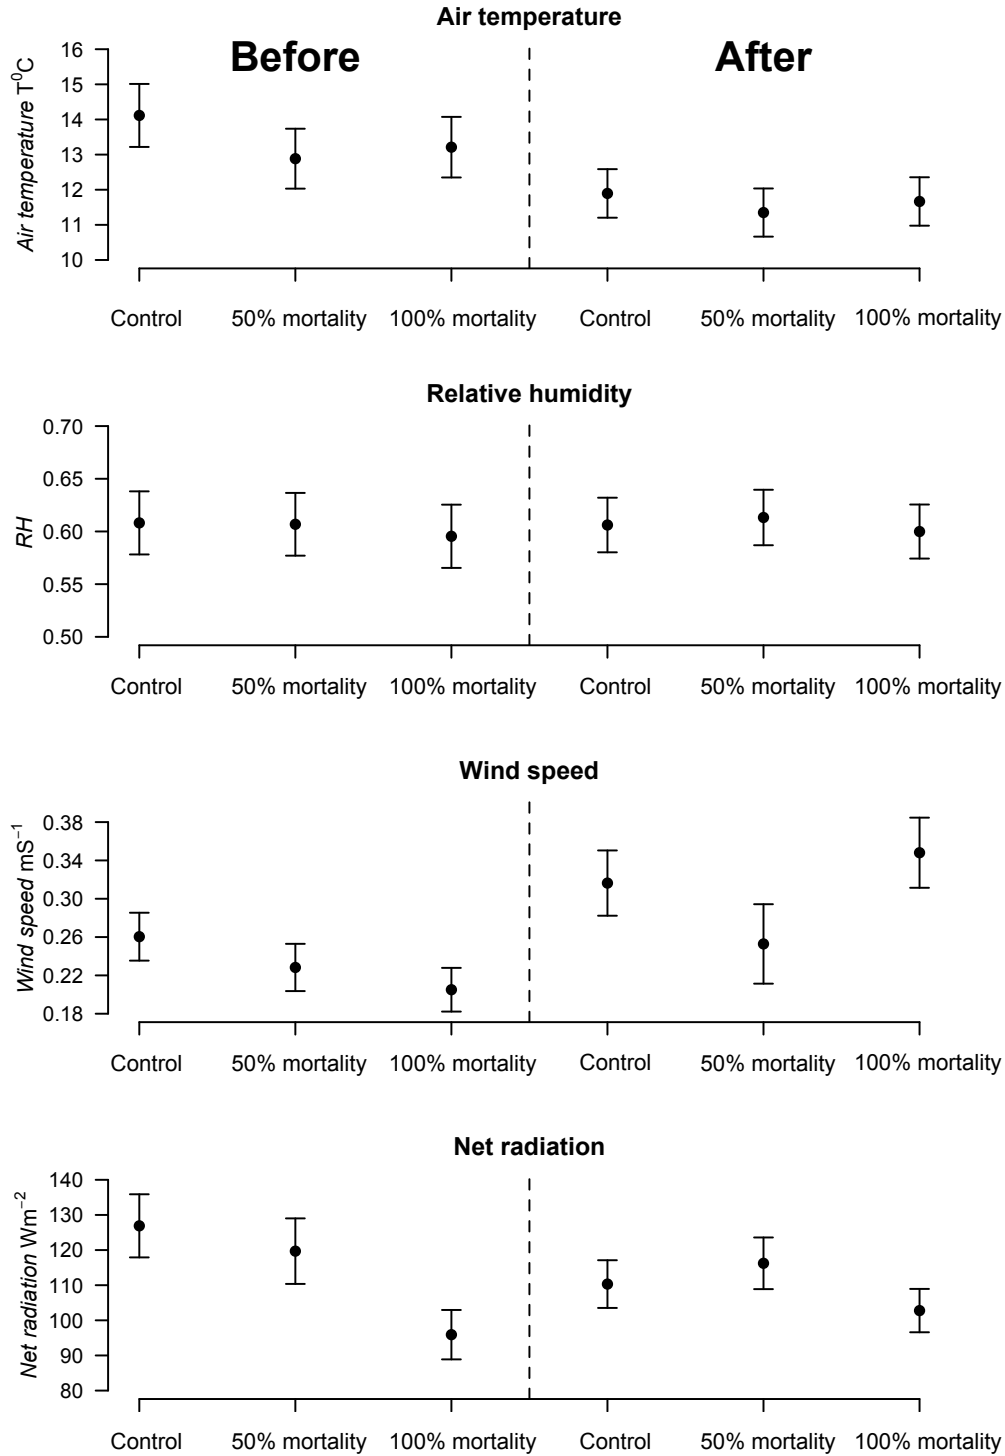 Air temperature
Before After
Air temperature T⁰C
16
15
14
13
12
11
10
Control 50% mortality 100% mortality Control 50% mortality 100% mortality
Relative humidity
RH
0.70
0.65
0.60
0.55
0.50
Control 50% mortality 100% mortality Control 50% mortality 100% mortality
Wind speed
Wind speed mS⁻¹
0.38
0.34
0.30
0.26
0.22
0.18
Control 50% mortality 100% mortality Control 50% mortality 100% mortality
Net radiation
Net radiation Wm⁻²
140
130
120
110
100
90
80
Control 50% mortality 100% mortality Control 50% mortality 100% mortality